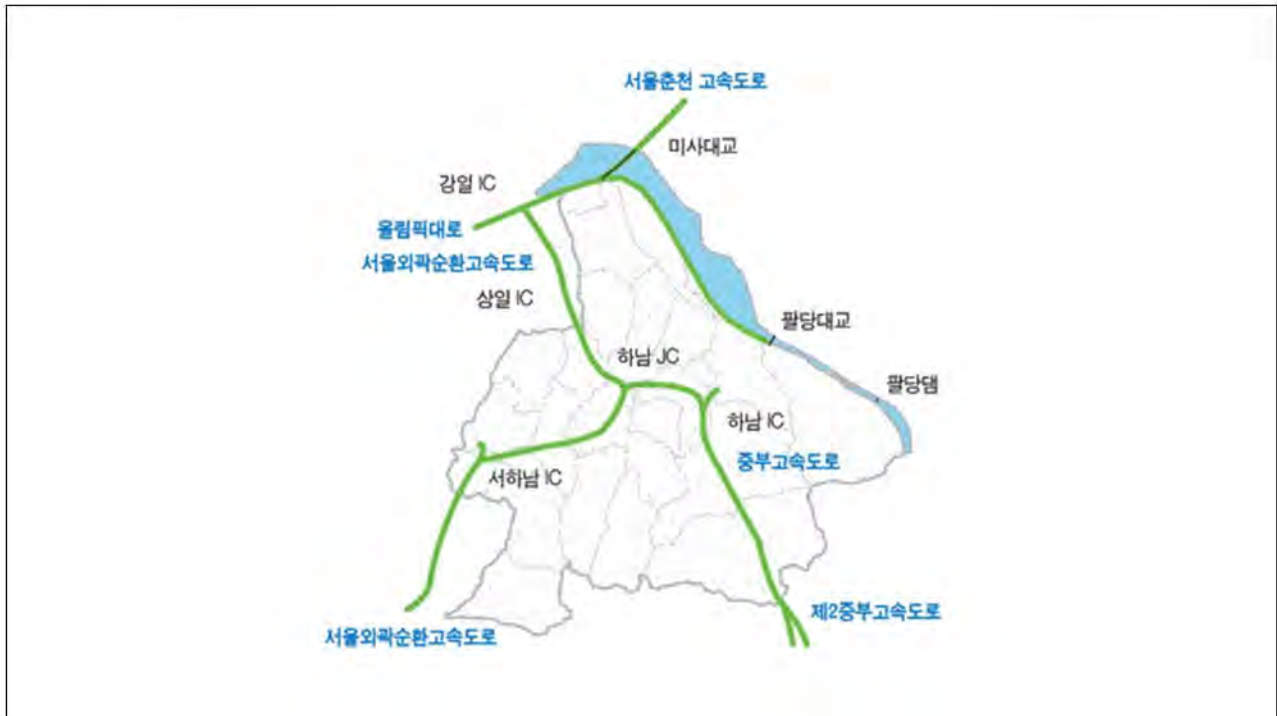 서울춘천 고속도로
미사대교
강일 IC
올림픽대로
서울외곽순환고속도로
상일 IC
팔당대교
하남 JC
팔당댐
하남 IC
중부고속도로
서하남 IC
제2중부고속도로
서울외곽순환고속도로